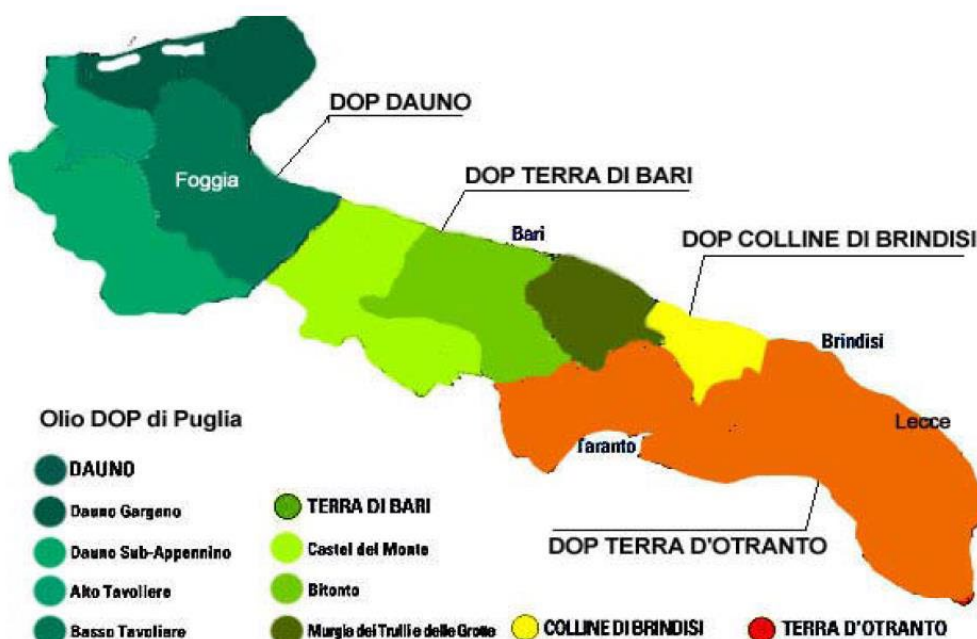 DOP DAUNO
DOP TERRA DI BARI
Foggia
Bari
DOP COLLINE DI BRINDISI
Brindisi
Lecce
Taranto
DOP TERRA D'OTRANTO
Olio DOP di Puglia
DAUNO
Dauno Gargano
Dauno Sub-Appennino
Alto Tavoliere
Basso Tavoliere
TERRA DI BARI
Castel del Monte
Bitonto
Murgia dei Trulli e delle Grotte
COLLINE DI BRINDISI
TERRA D'OTRANTO